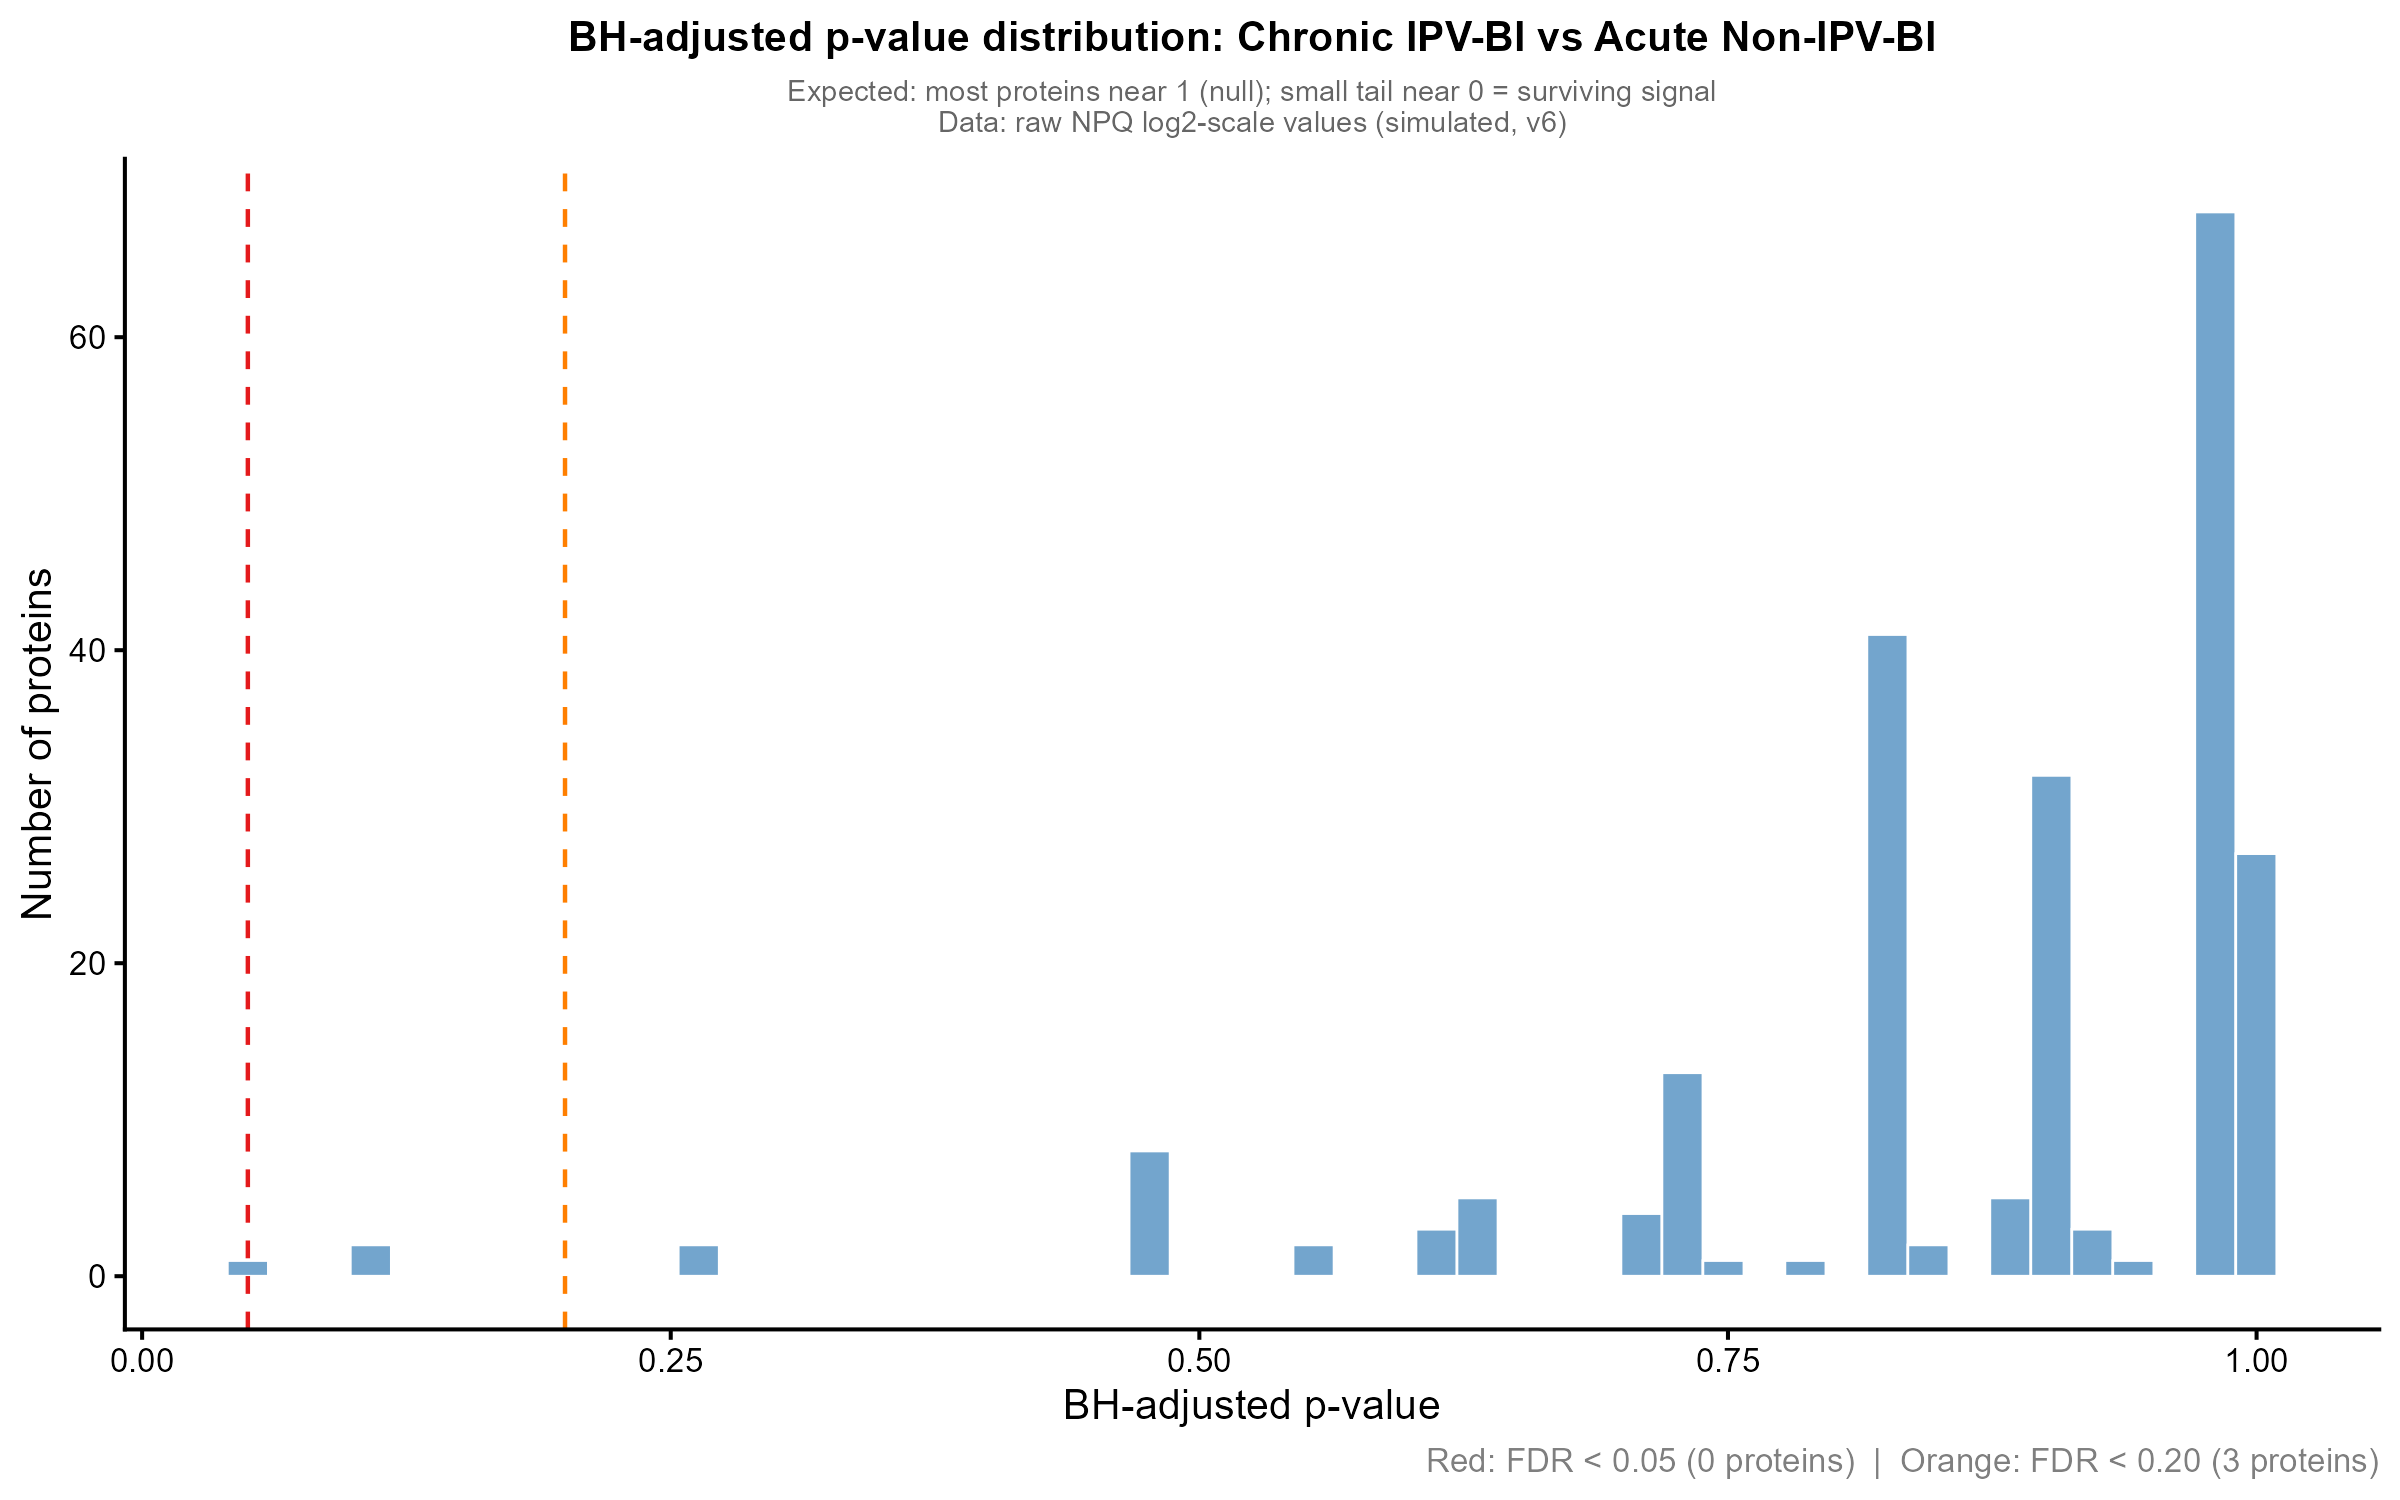 BH-adjusted p-value distribution: Chronic IPV-BI vs Acute Non-IPV-BI
Expected: most proteins near 1 (null); small tail near 0 = surviving signal
Data: raw NPQ log2-scale values (simulated, v6)
Number of proteins
60
40
20
0
0.00 0.25 0.50 0.75 1.00
BH-adjusted p-value
Red: FDR < 0.05 (0 proteins) | Orange: FDR < 0.20 (3 proteins)